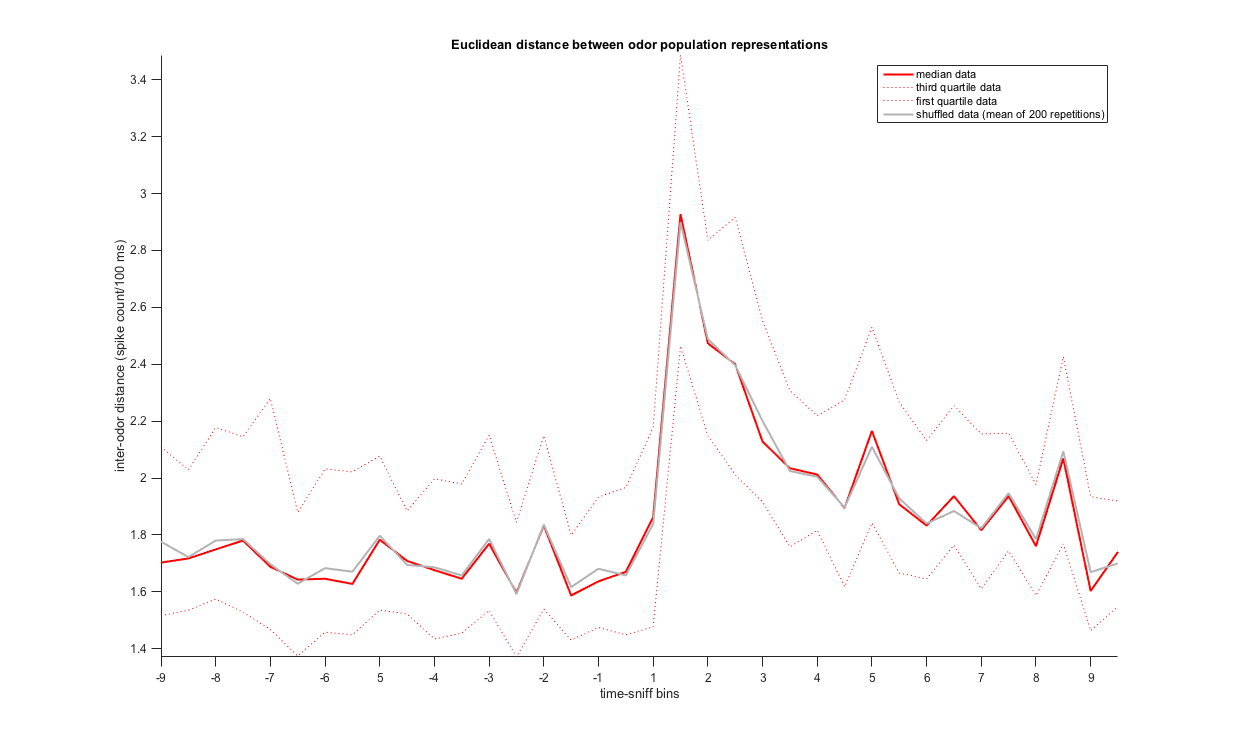 Euclidean distance between odor population representations
median data
third quartile data
first quartile data
shuffled data (mean of 200 repetitions)
inter-odor distance (spike count/100 ms)
3.4
3.2
3
2.8
2.6
2.4
2.2
2
1.8
1.6
1.4
-9 -8 -7 -6 5 -4 -3 -2 -1 1 2 3 4 5 6 7 8 9
time-sniff bins